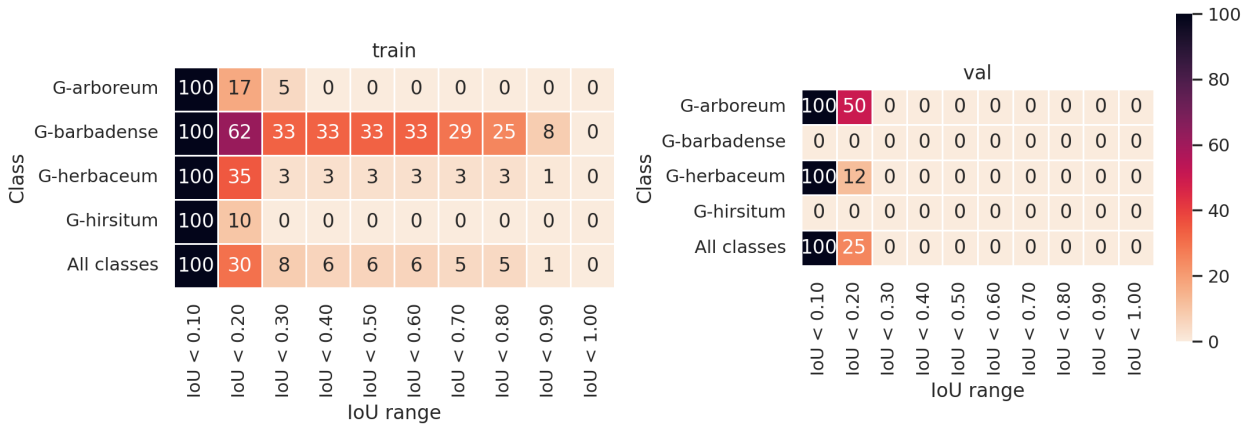 train
G-arboreum 100 17 5 0 0 0 0 0 0 0
G-barbadense 100 62 33 33 33 33 29 25 8 0
G-herbaceum 100 35 3 3 3 3 3 3 1 0
G-hirsitum 100 10 0 0 0 0 0 0 0 0
All classes 100 30 8 6 6 6 5 5 1 0
Class
IoU < 0.10
IoU < 0.20
IoU < 0.30
IoU < 0.40
IoU < 0.50
IoU < 0.60
IoU < 0.70
IoU < 0.80
IoU < 0.90
IoU < 1.00
IoU range
val
G-arboreum 100 50 0 0 0 0 0 0 0 0
G-barbadense 0 0 0 0 0 0 0 0 0 0
G-herbaceum 100 12 0 0 0 0 0 0 0 0
G-hirsitum 0 0 0 0 0 0 0 0 0 0
All classes 100 25 0 0 0 0 0 0 0 0
Class
IoU < 0.10
IoU < 0.20
IoU < 0.30
IoU < 0.40
IoU < 0.50
IoU < 0.60
IoU < 0.70
IoU < 0.80
IoU < 0.90
IoU < 1.00
IoU range
100
80
60
40
20
0